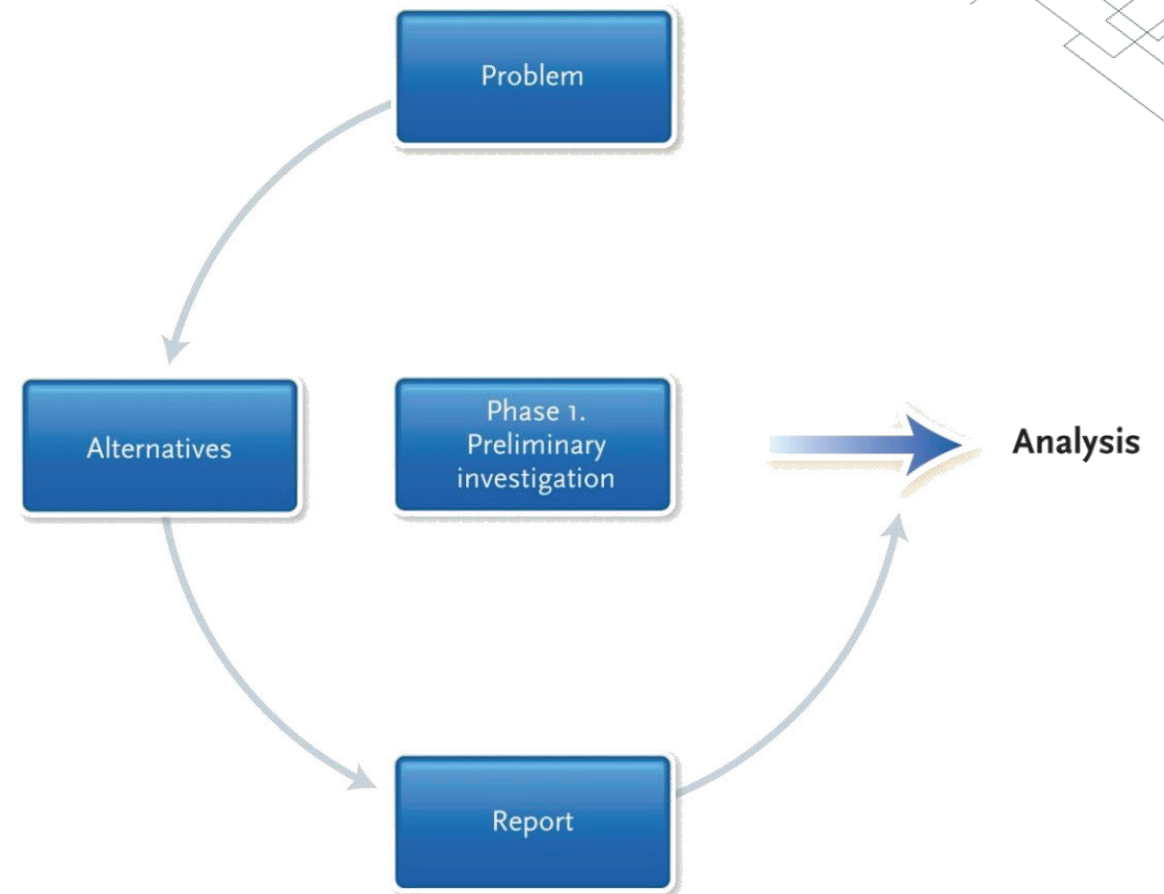 Problem
Alternatives
Phase 1.
Preliminary
investigation
Analysis
Report